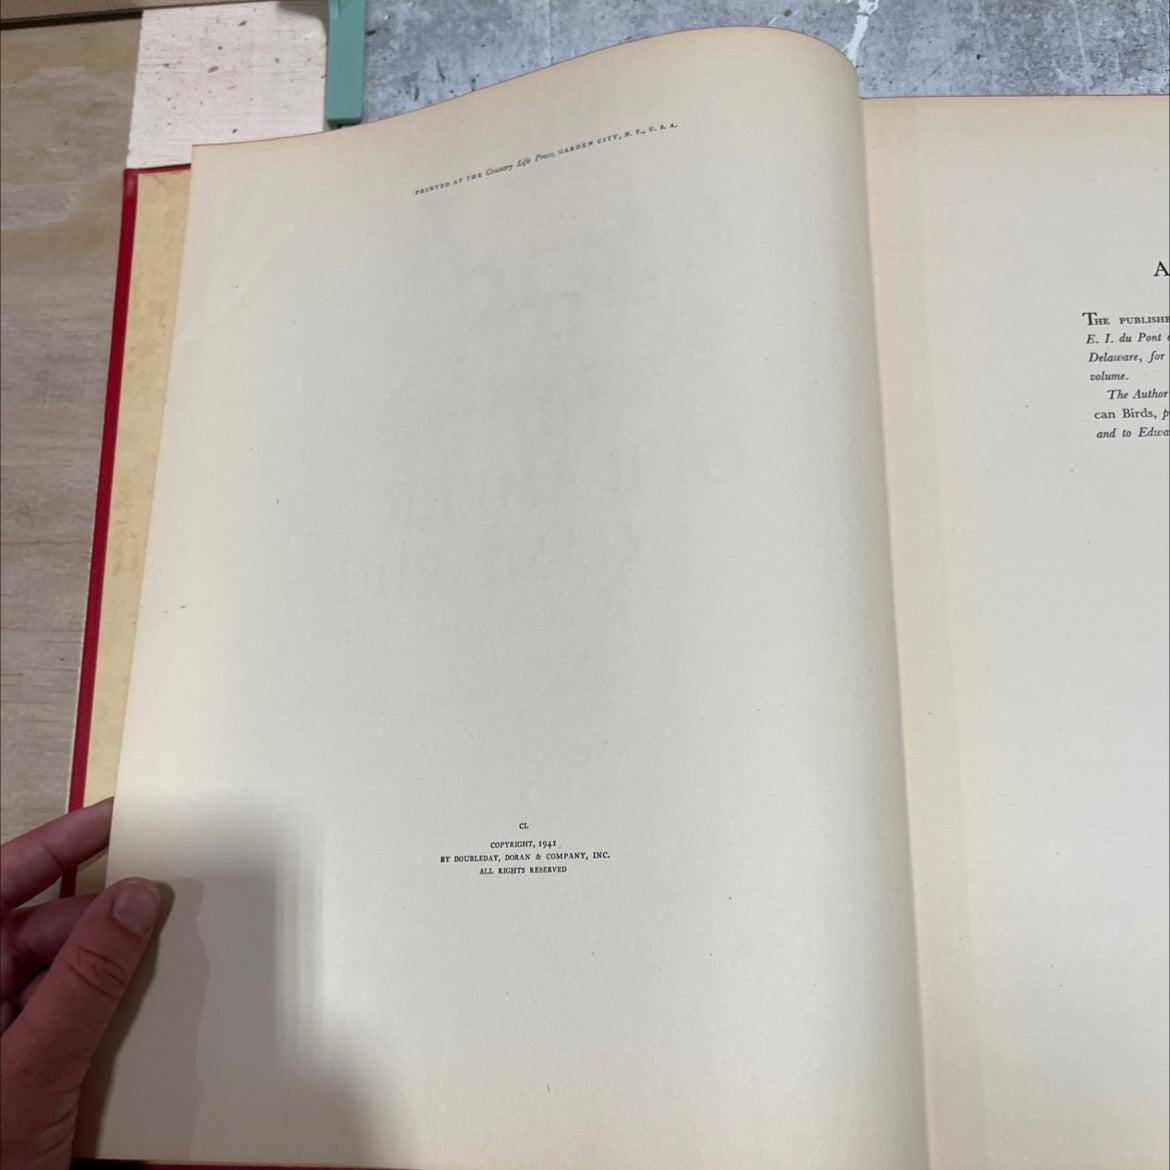 PRINTED AT THE Country Life Press, GARDEN CITY, N. Y., U. S. A.
CL
COPYRIGHT, 1941
BY DOUBLEDAY, DORAN & COMPANY, INC.
ALL RIGHTS RESERVED
A
THE PUBLISHE
E. I. du Pont
Delaware, for
volume.
The Author
can Birds, p
and to Edwa